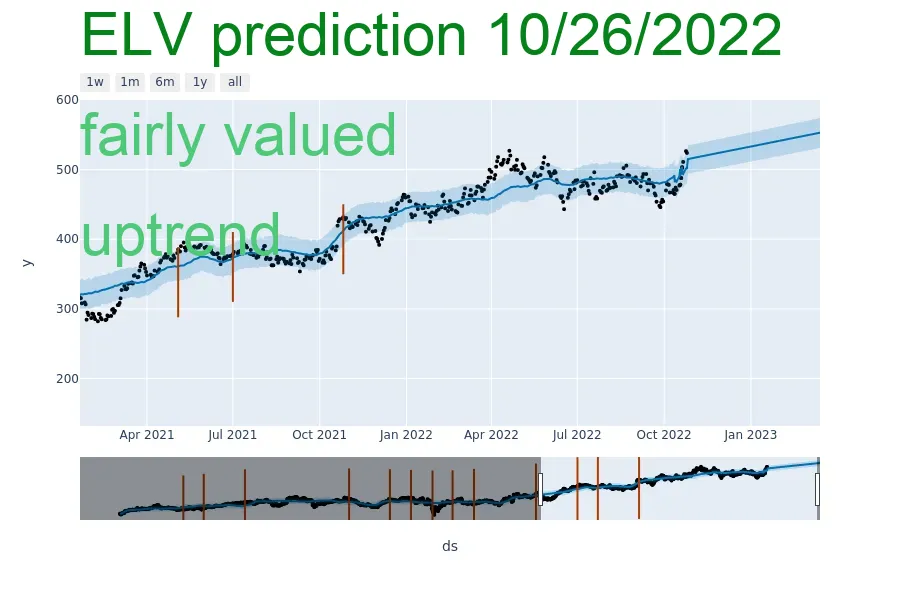 ELV prediction 10/26/2022
1w 1m 6m 1y all
600
fairly valued
500
uptrend
400
y
300
200
Apr 2021 Jul 2021 Oct 2021 Jan 2022 Apr 2022 Jul 2022 Oct 2022 Jan 2023
ds